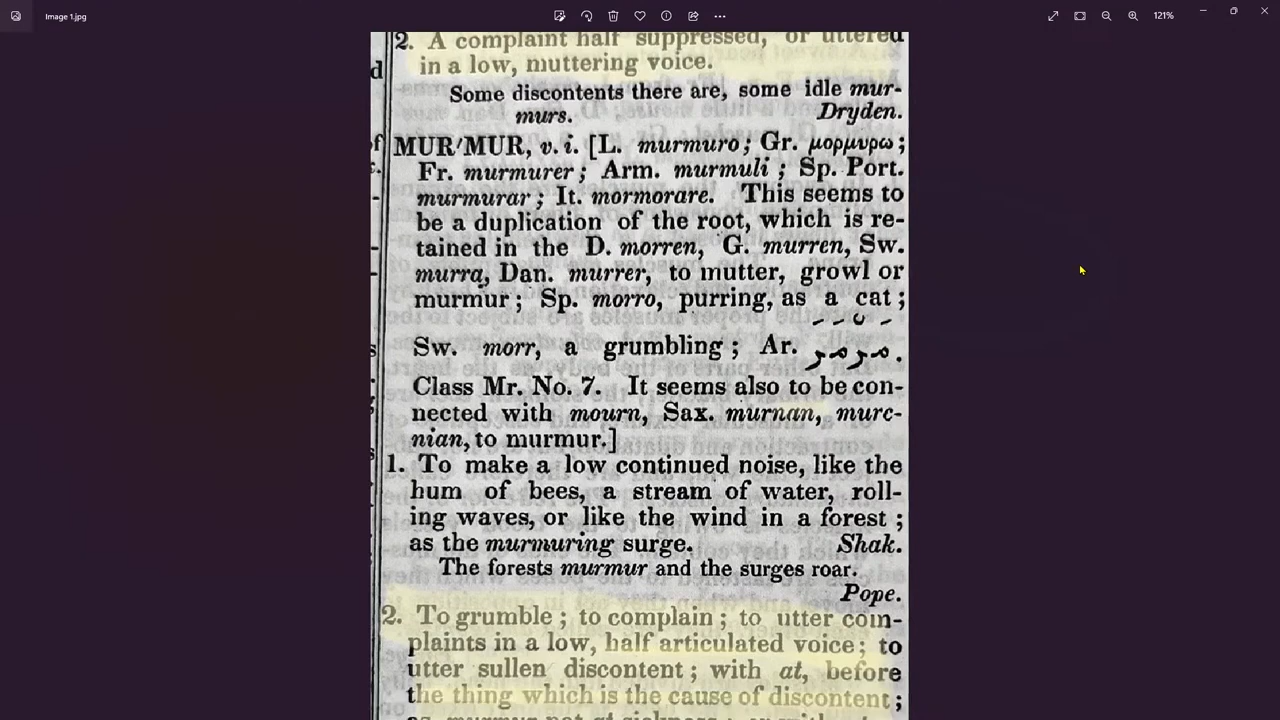 Image 1.jpg
121%
2. A complaint half suppressed, or uttered
in a low, muttering voice.
Some discontents there are, some idle mur-
murs. Dryden.
MUR'MUR, v. i. [L. murmuro; Gr. μορμυρω;
Fr. murmurer; Arm. murmuli; Sp. Port.
murmurar; It. mormorare. This seems to
be a duplication of the root, which is re-
tained in the D. morren, G. murren, Sw.
murra, Dan. murrer, to mutter, growl or
murmur; Sp. morro, purring, as a cat;
Sw. morr, a grumbling; Ar. مَرْمَرَ.
Class Mr. No. 7. It seems also to be con-
nected with mourn, Sax. murnan, murc-
nian, to murmur.]
1. To make a low continued noise, like the
hum of bees, a stream of water, roll-
ing waves, or like the wind in a forest;
as the murmuring surge. Shak.
The forests murmur and the surges roar.
Pope.
2. To grumble; to complain; to utter com-
plaints in a low, half articulated voice; to
utter sullen discontent; with at, before
the thing which is the cause of discontent;